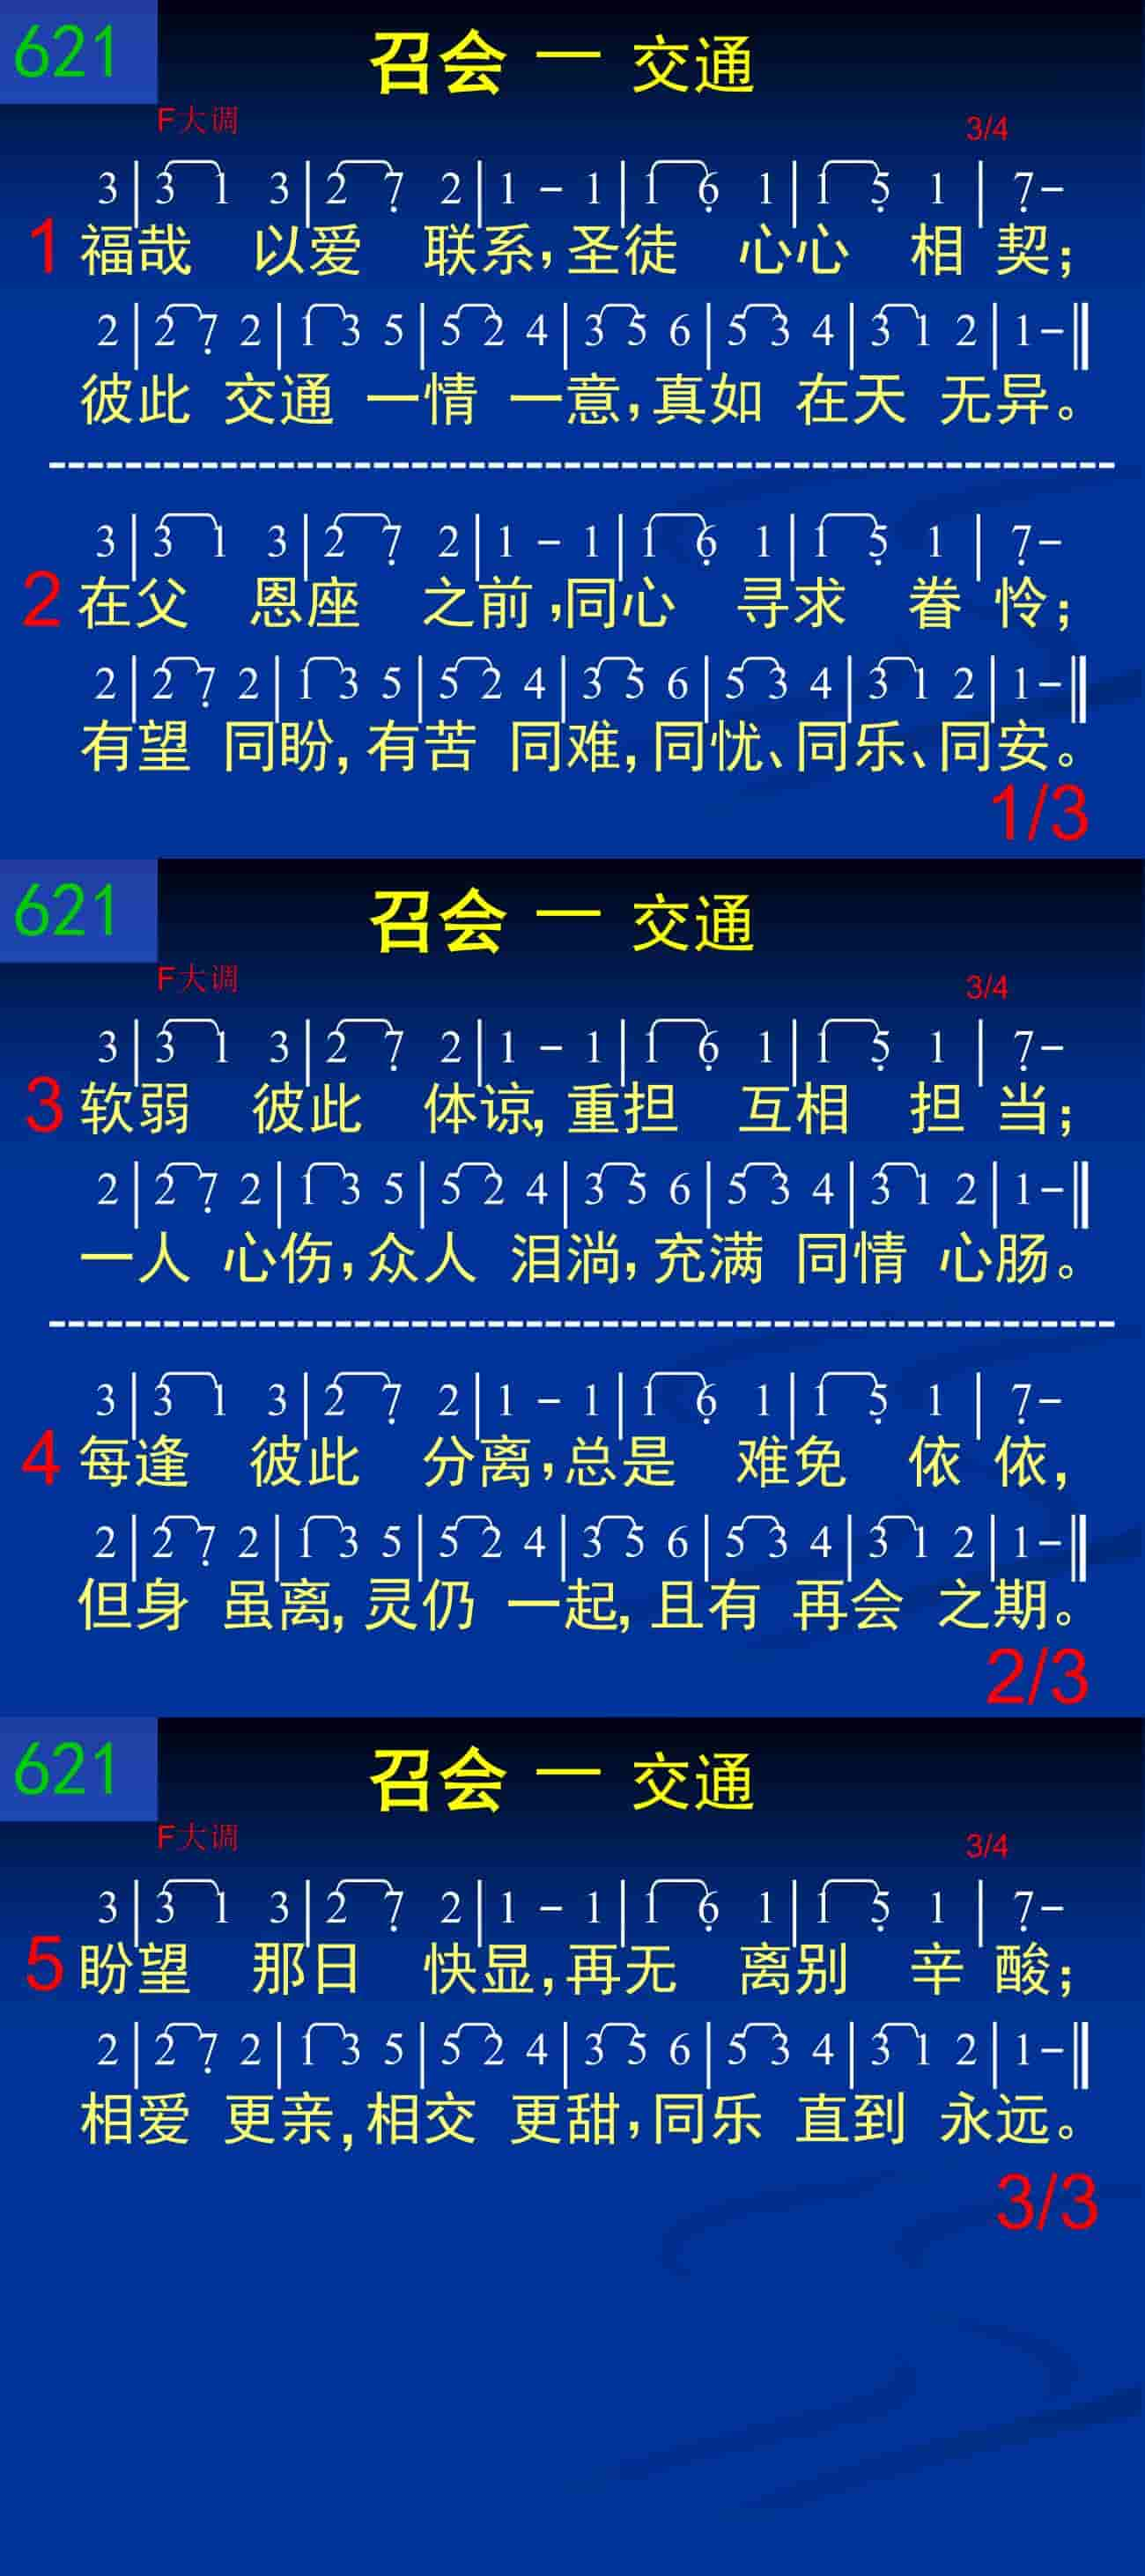 621
召会 一 交通
F大调
3/4
3|3 1 3|2 7 2|1 - 1|1 6 1|1 5 1|7-
1 福哉 以爱 联系,圣徒 心心 相 契;
2|2 7 2|1 3 5|5 2 4|3 5 6|5 3 4|3 1 2|1-‖
彼此 交通 一情 一意,真如 在天 无异。
3|3 1 3|2 7 2|1 - 1|1 6 1|1 5 1|7-
2 在父 恩座 之前,同心 寻求 眷 怜;
2|2 7 2|1 3 5|5 2 4|3 5 6|5 3 4|3 1 2|1-‖
有望 同盼,有苦 同难,同忧、同乐、同安。
1/3
621
召会 一 交通
F大调
3/4
3|3 1 3|2 7 2|1 - 1|1 6 1|1 5 1|7-
3 软弱 彼此 体谅,重担 互相 担 当;
2|2 7 2|1 3 5|5 2 4|3 5 6|5 3 4|3 1 2|1-‖
一人 心伤,众人 泪淌,充满 同情 心肠。
3|3 1 3|2 7 2|1 - 1|1 6 1|1 5 1|7-
4 每逢 彼此 分离,总是 难免 依 依,
2|2 7 2|1 3 5|5 2 4|3 5 6|5 3 4|3 1 2|1-‖
但身 虽离,灵仍 一起,且有 再会 之期。
2/3
621
召会 一 交通
F大调
3/4
3|3 1 3|2 7 2|1 - 1|1 6 1|1 5 1|7-
5 盼望 那日 快显,再无 离别 辛 酸;
2|2 7 2|1 3 5|5 2 4|3 5 6|5 3 4|3 1 2|1-‖
相爱 更亲,相交 更甜,同乐 直到 永远。
3/3